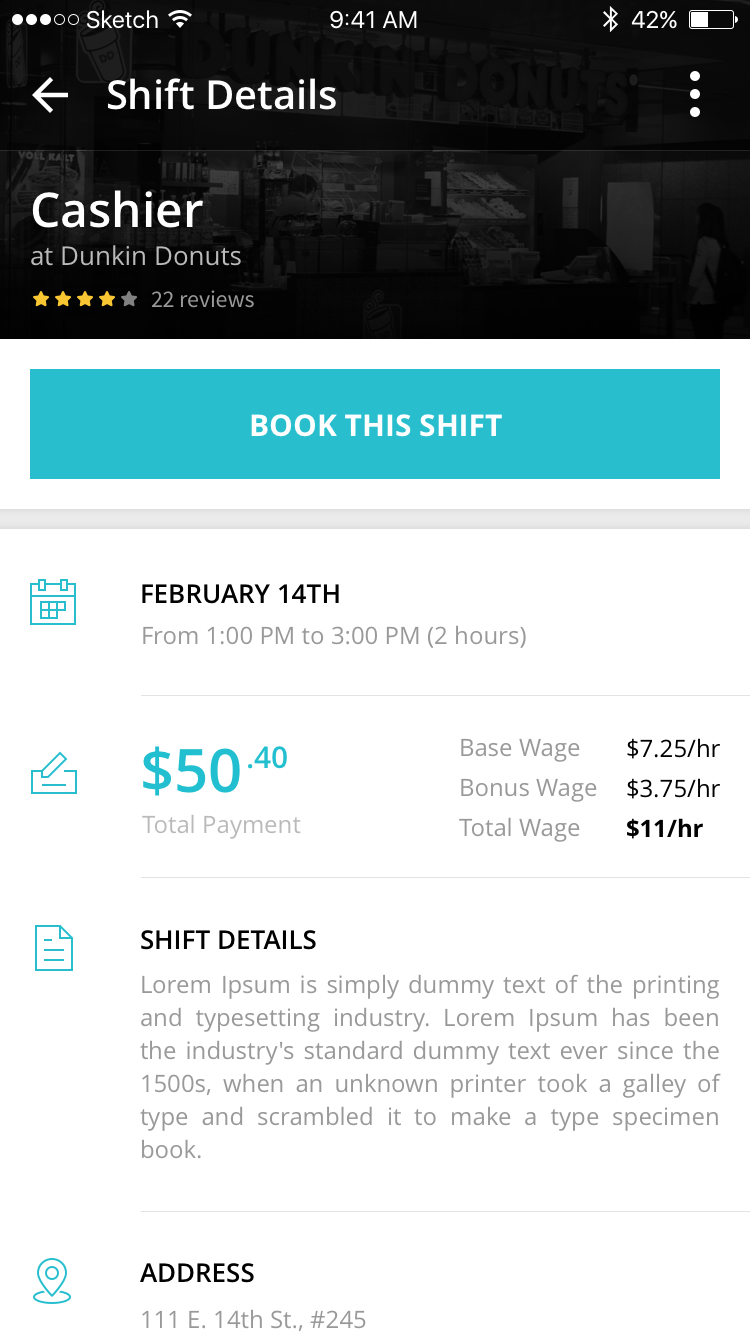 Sketch 9:41 AM 42%
DUNKIN' DONUTS
Shift Details
VOLL KALT
Cashier
at Dunkin Donuts
22 reviews
BOOK THIS SHIFT
FEBRUARY 14TH
From 1:00 PM to 3:00 PM (2 hours)
$50.40
Total Payment
Base Wage $7.25/hr
Bonus Wage $3.75/hr
Total Wage $11/hr
SHIFT DETAILS
Lorem Ipsum is simply dummy text of the printing
and typesetting industry. Lorem Ipsum has been
the industry's standard dummy text ever since the
1500s, when an unknown printer took a galley of
type and scrambled it to make a type specimen
book.
ADDRESS
111 E. 14th St., #245